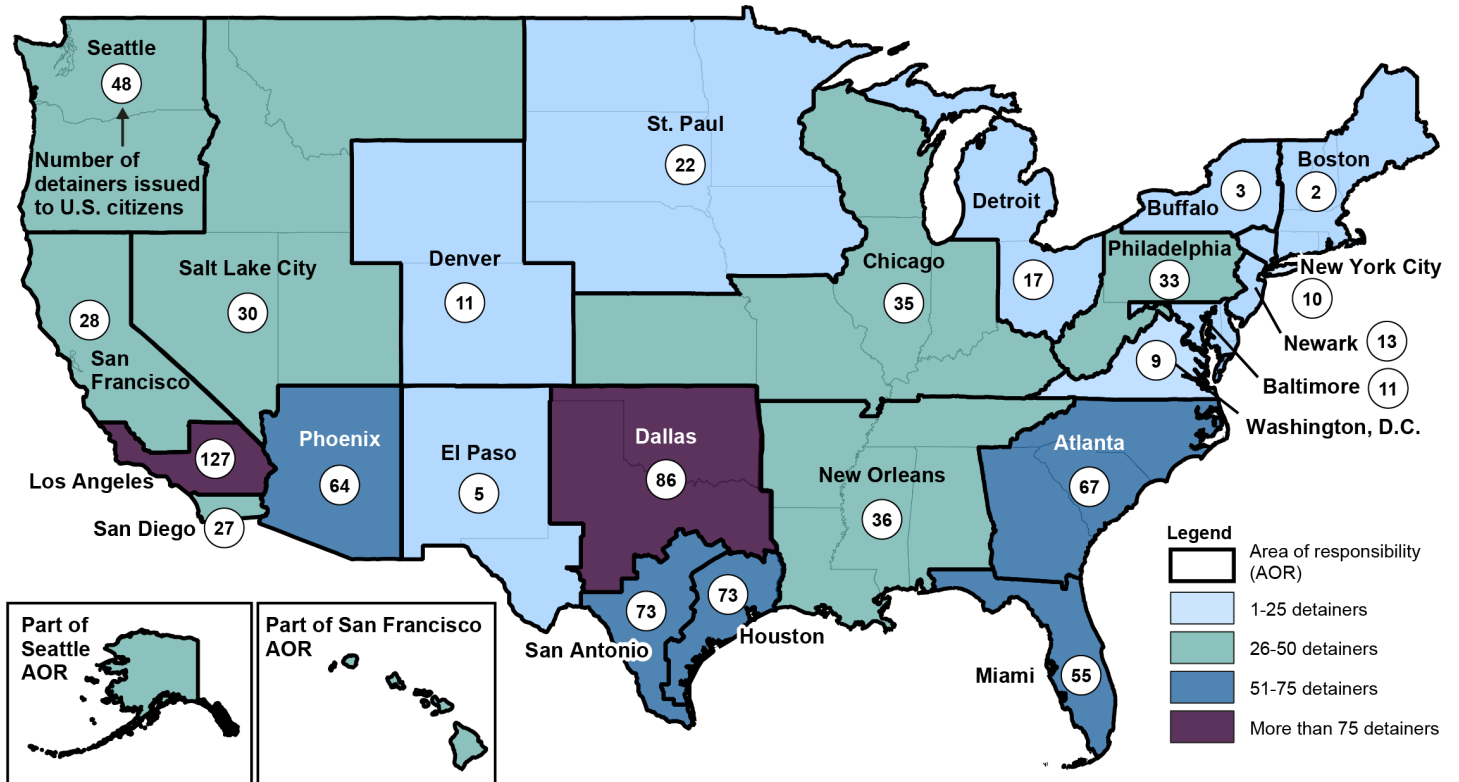 Seattle
48
Number of
detainers issued
to U.S. citizens
St. Paul
22
Boston
2
3
Buffalo
Detroit
17
Philadelphia
33
Denver
11
Chicago
35
Salt Lake City
30
New York City
10
28
San
Francisco
Newark 13
9
Baltimore 11
Washington, D.C.
Phoenix
64
127
Los Angeles
San Diego 27
El Paso
5
Dallas
86
New Orleans
36
Atlanta
67
73
San Antonio
73
Houston
Miami 55
Part of
Seattle
AOR
Part of San Francisco
AOR
Legend
Area of responsibility
(AOR)
1-25 detainers
26-50 detainers
51-75 detainers
More than 75 detainers